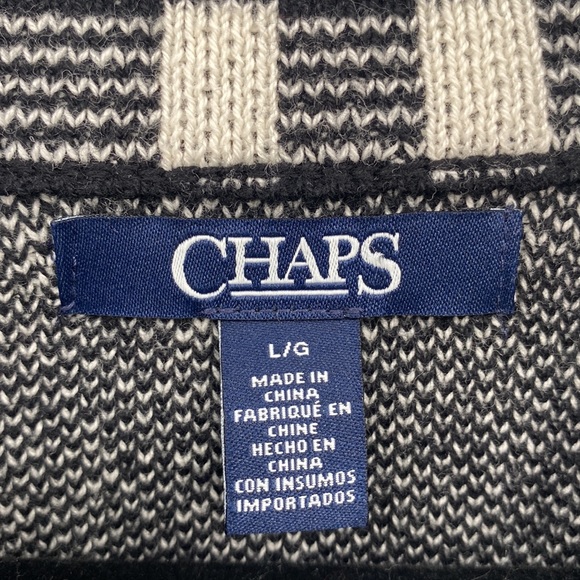 CHAPS
L/G
MADE IN
CHINA
FABRIQUÉ EN
CHINE
HECHO EN
CHINA
CON INSUMOS
IMPORTADOS